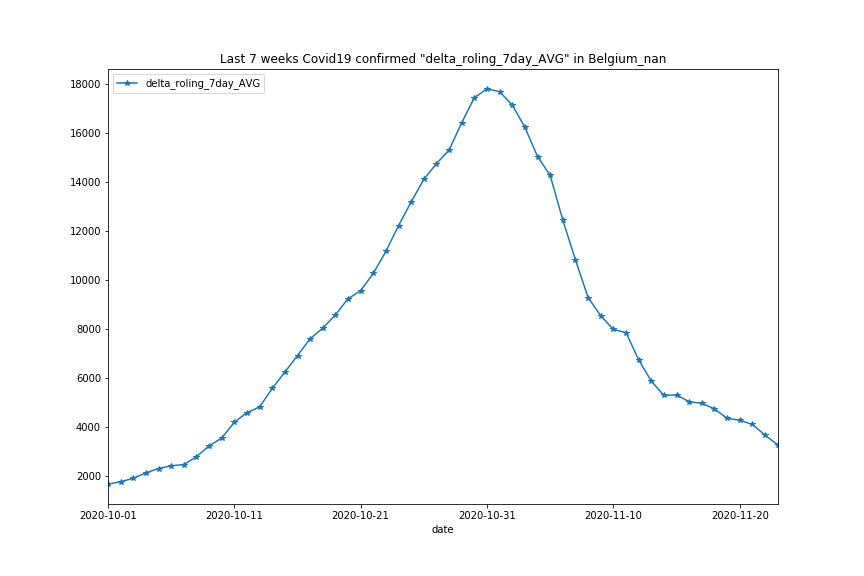 Last 7 weeks Covid19 confirmed "delta_roling_7day_AVG" in Belgium_nan
delta_roling_7day_AVG
18000
16000
14000
12000
10000
8000
6000
4000
2000
2020-10-01 2020-10-11 2020-10-21 2020-10-31 2020-11-10 2020-11-20
date